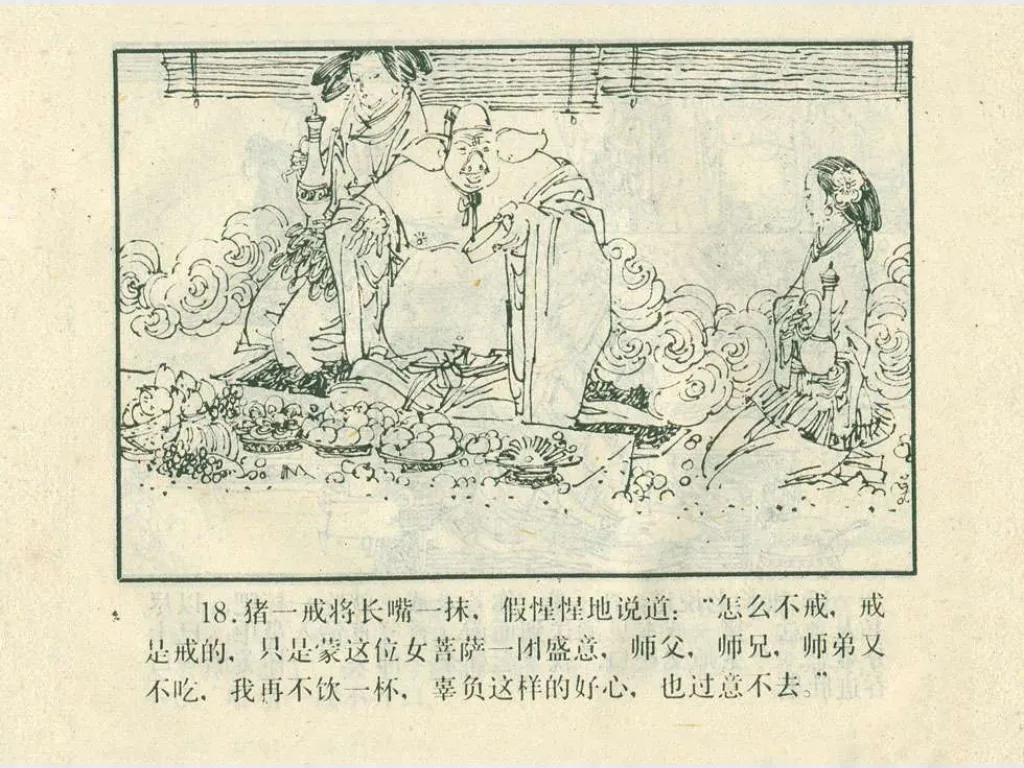 18.猪一戒将长嘴一抹，假惺惺地说道：“怎么不戒，戒
是戒的，只是蒙这位女菩萨一团盛意，师父，师兄，师弟又
不吃，我再不饮一杯，辜负这样的好心，也过意不去。”